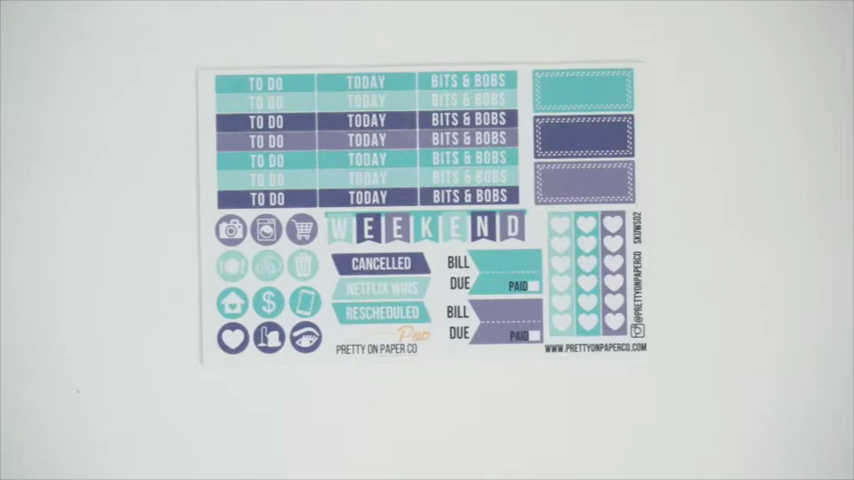 TO DO TODAY BITS & BOBS
TO DO TODAY BITS & BOBS
TO DO TODAY BITS & BOBS
TO DO TODAY BITS & BOBS
TO DO TODAY BITS & BOBS
TO DO TODAY BITS & BOBS
TO DO TODAY BITS & BOBS
WEEKEND
CANCELLED
NETFLIX WINS
RESCHEDULED
BILL
DUE
PAID
BILL
DUE
PAID
$
Pop
PRETTY ON PAPER CO
WWW.PRETTYONPAPERCO.COM
@PRETTYONPAPERCO SKUWS02